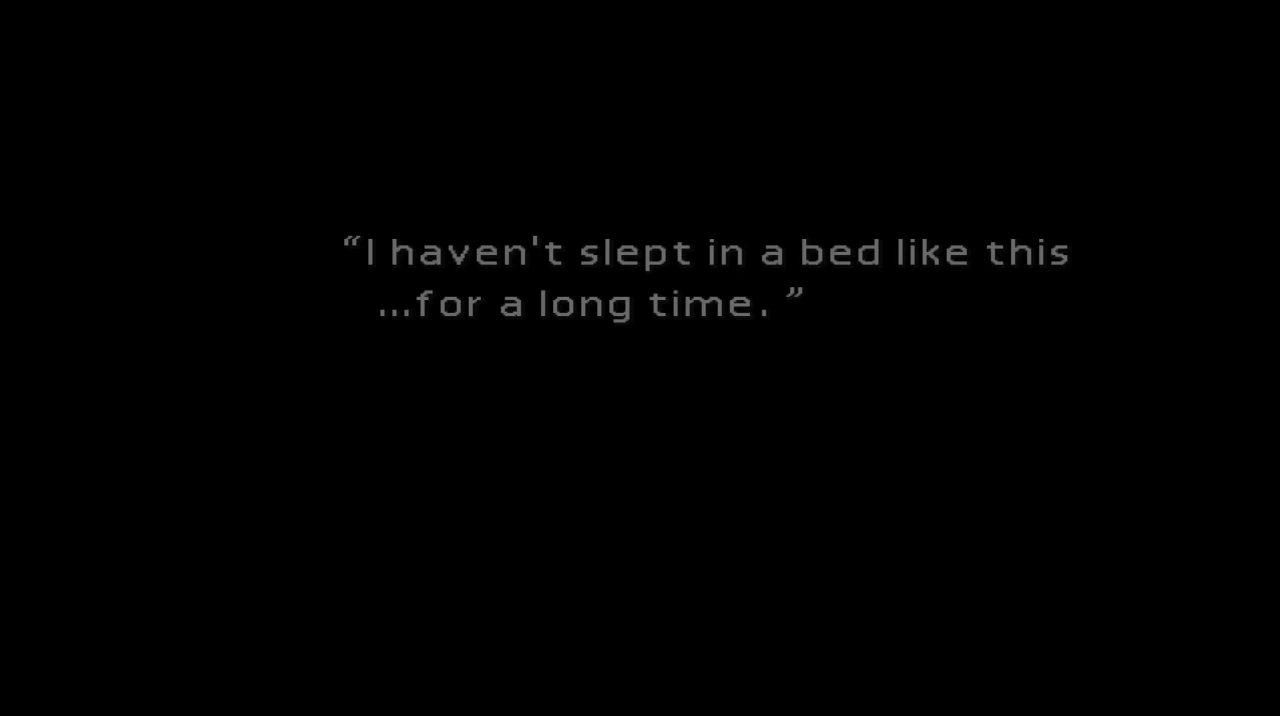 “I haven't slept in a bed like this
...for a long time. ”